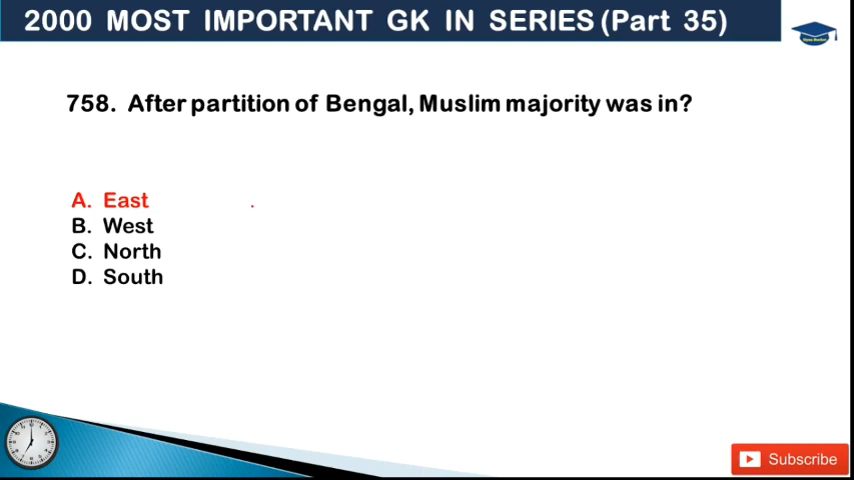 2000 MOST IMPORTANT GK IN SERIES (Part 35)
758. After partition of Bengal, Muslim majority was in?
A. East
B. West
C. North
D. South
Subscribe